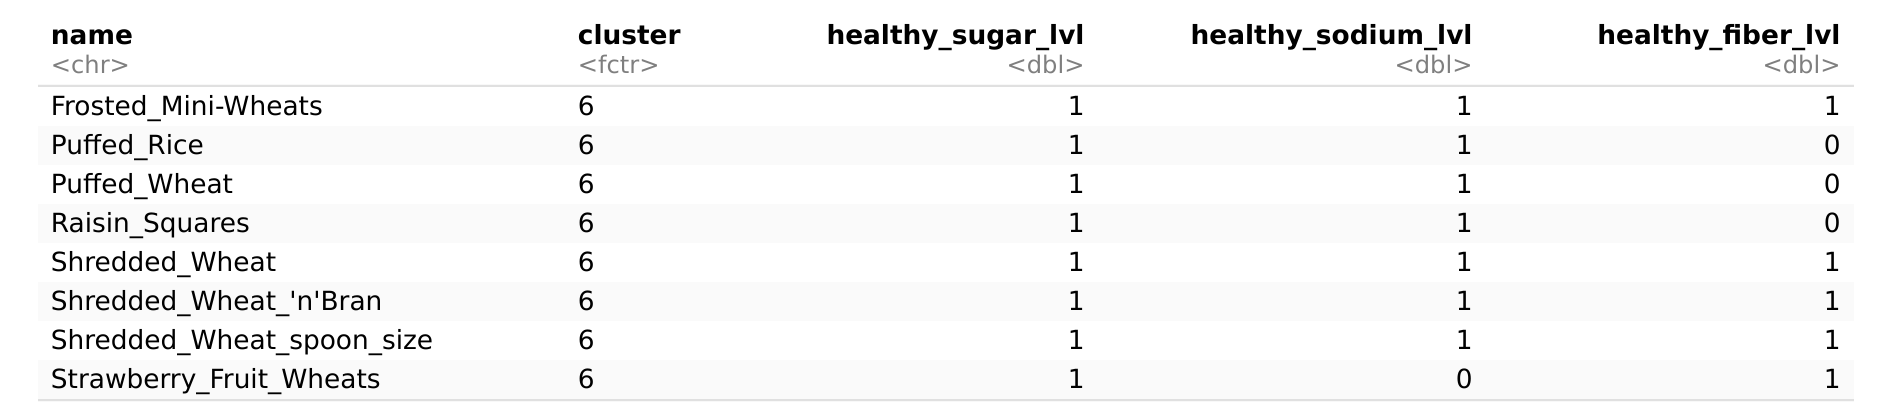 name cluster healthy_sugar_lvl healthy_sodium_lvl healthy_fiber_lvl
<chr> <fctr> <dbl> <dbl> <dbl>
Frosted_Mini-Wheats 6 1 1 1
Puffed_Rice 6 1 1 0
Puffed_Wheat 6 1 1 0
Raisin_Squares 6 1 1 0
Shredded_Wheat 6 1 1 1
Shredded_Wheat_'n'Bran 6 1 1 1
Shredded_Wheat_spoon_size 6 1 1 1
Strawberry_Fruit_Wheats 6 1 0 1